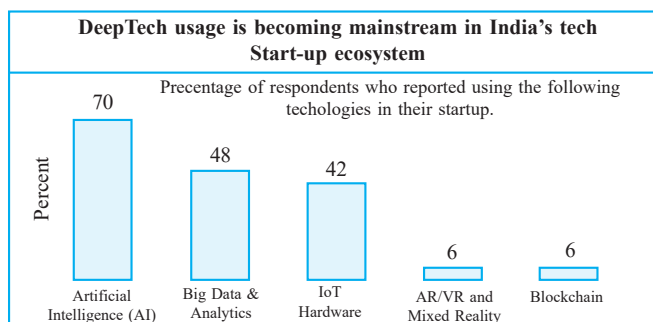 DeepTech usage is becoming mainstream in India's tech
Start-up ecosystem
Precentage of respondents who reported using the following
techologies in their startup.
Percent
70
48
42
6
6
Artificial
Intelligence (AI)
Big Data &
Analytics
IoT
Hardware
AR/VR and
Mixed Reality
Blockchain